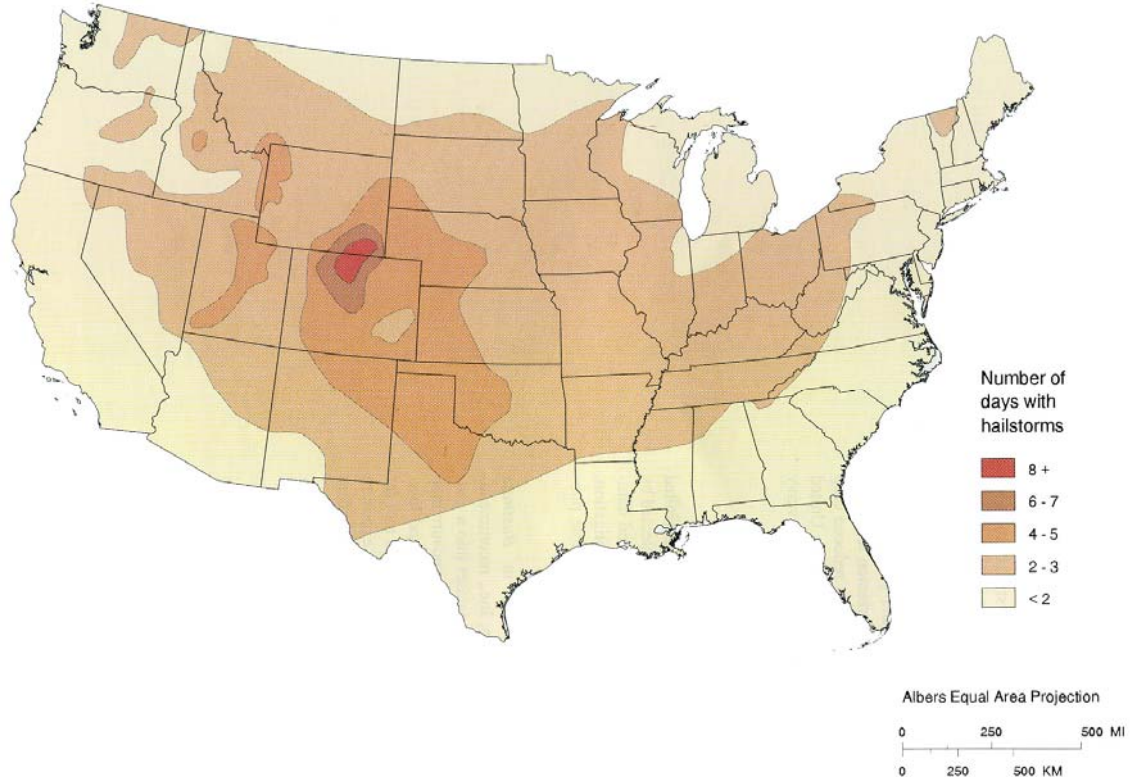 Number of
days with
hailstorms
8 +
6 - 7
4 - 5
2 - 3
< 2
Albers Equal Area Projection
0 250 500 MI
0 250 500 KM